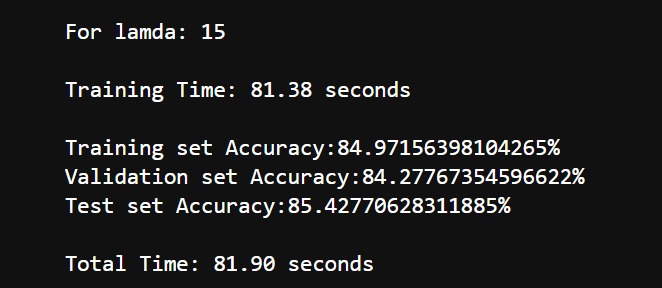 For lamda: 15
Training Time: 81.38 seconds
Training set Accuracy:84.97156398104265%
Validation set Accuracy:84.27767354596622%
Test set Accuracy:85.42770628311885%
Total Time: 81.90 seconds